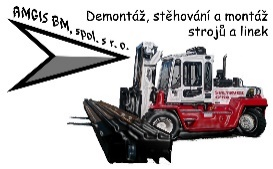 AMGIS BM, spol. s r. o.
Demontáž, stěhování a montáž
strojů a linek